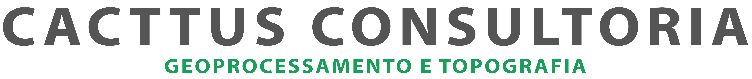 CACTTUS CONSULTORIA
GEOPROCESSAMENTO E TOPOGRAFIA